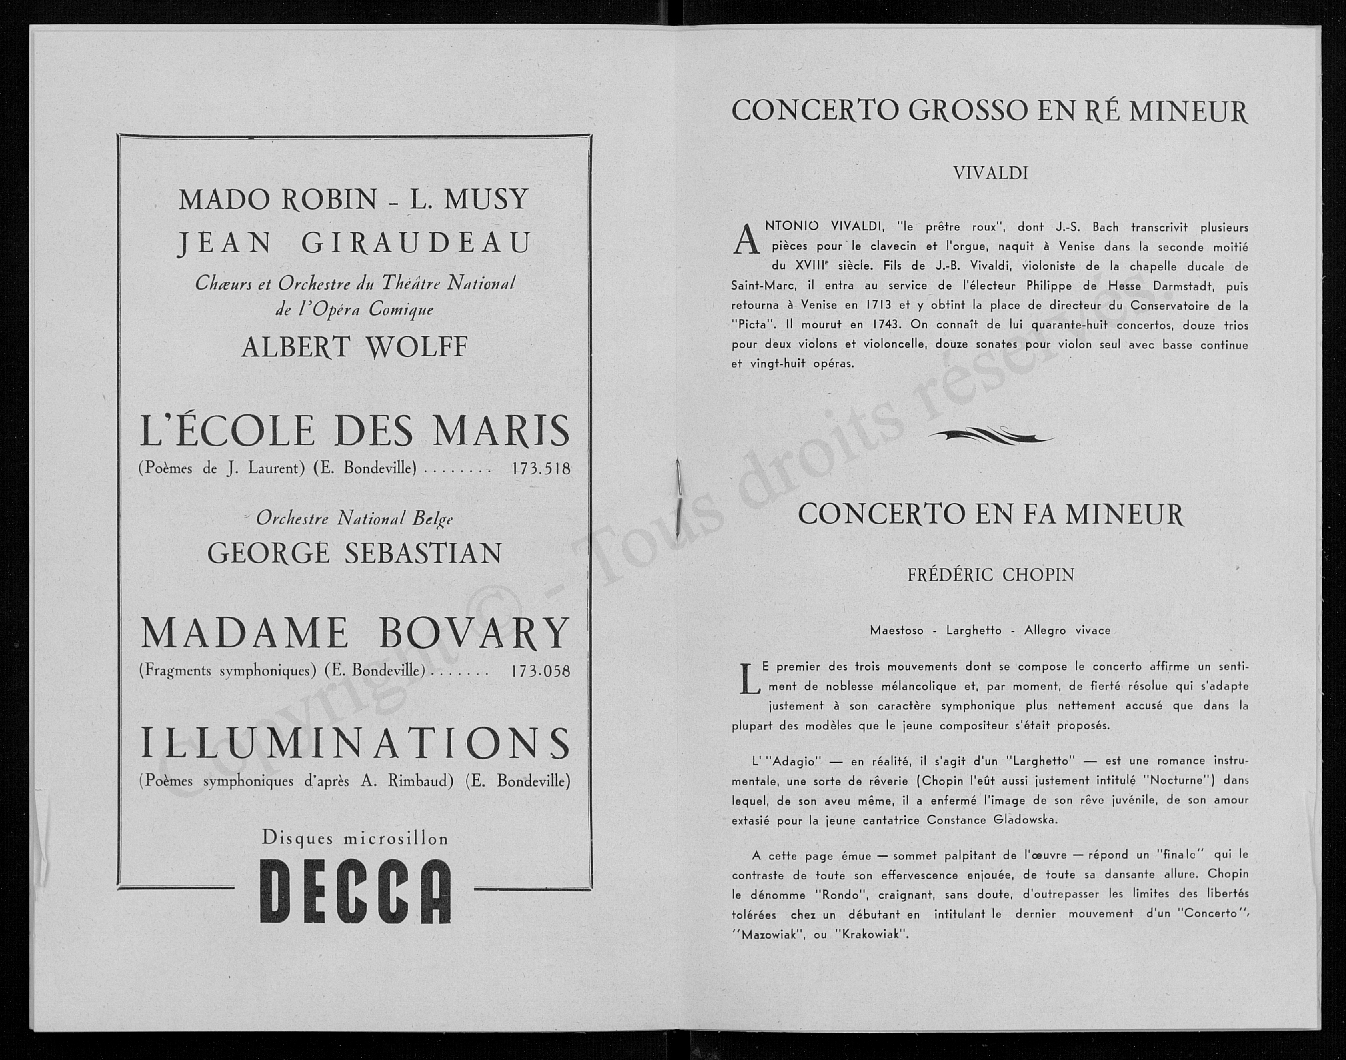 MADO ROBIN - L. MUSY
JEAN GIRAUDEAU
Chœurs et Orchestre du Théâtre National
de l'Opéra Comique
ALBERT WOLFF
L'ÉCOLE DES MARIS
(Poèmes de J. Laurent) (E. Bondeville) ........ 173.518
Orchestre National Belge
GEORGE SEBASTIAN
MADAME BOVARY
(Fragments symphoniques) (E. Bondeville) ....... 173.058
ILLUMINATIONS
(Poèmes symphoniques d'après A. Rimbaud) (E. Bondeville)
Disques microsillon
DECCA
CONCERTO GROSSO EN RÉ MINEUR
VIVALDI
ANTONIO VIVALDI, "le prêtre roux", dont J.-S. Bach transcrivit plusieurs
pièces pour le clavecin et l'orgue, naquit à Venise dans la seconde moitié
du XVIIIe siècle. Fils de J.-B. Vivaldi, violoniste de la chapelle ducale de
Saint-Marc, il entra au service de l'électeur Philippe de Hesse Darmstadt, puis
retourna à Venise en 1713 et y obtint la place de directeur du Conservatoire de la
"Picta". Il mourut en 1743. On connaît de lui quarante-huit concertos, douze trios
pour deux violons et violoncelle, douze sonates pour violon seul avec basse continue
et vingt-huit opéras.
CONCERTO EN FA MINEUR
FRÉDÉRIC CHOPIN
Maestoso - Larghetto - Allegro vivace
LE premier des trois mouvements dont se compose le concerto affirme un senti-
ment de noblesse mélancolique et, par moment, de fierté résolue qui s'adapte
justement à son caractère symphonique plus nettement accusé que dans la
plupart des modèles que le jeune compositeur s'était proposés.
L' "Adagio" — en réalité, il s'agit d'un "Larghetto" — est une romance instru-
mentale, une sorte de rêverie (Chopin l'eût aussi justement intitulé "Nocturne") dans
lequel, de son aveu même, il a enfermé l'image de son rêve juvénile, de son amour
extasié pour la jeune cantatrice Constance Gladowska.
A cette page émue — sommet palpitant de l'œuvre — répond un "finale" qui le
contraste de toute son effervescence enjouée, de toute sa dansante allure. Chopin
le dénomme "Rondo", craignant, sans doute, d'outrepasser les limites des libertés
tolérées chez un débutant en intitulant le dernier mouvement d'un "Concerto",
"Mazowiak", ou "Krakowiak".
Copyright © - Tous droits réservés.